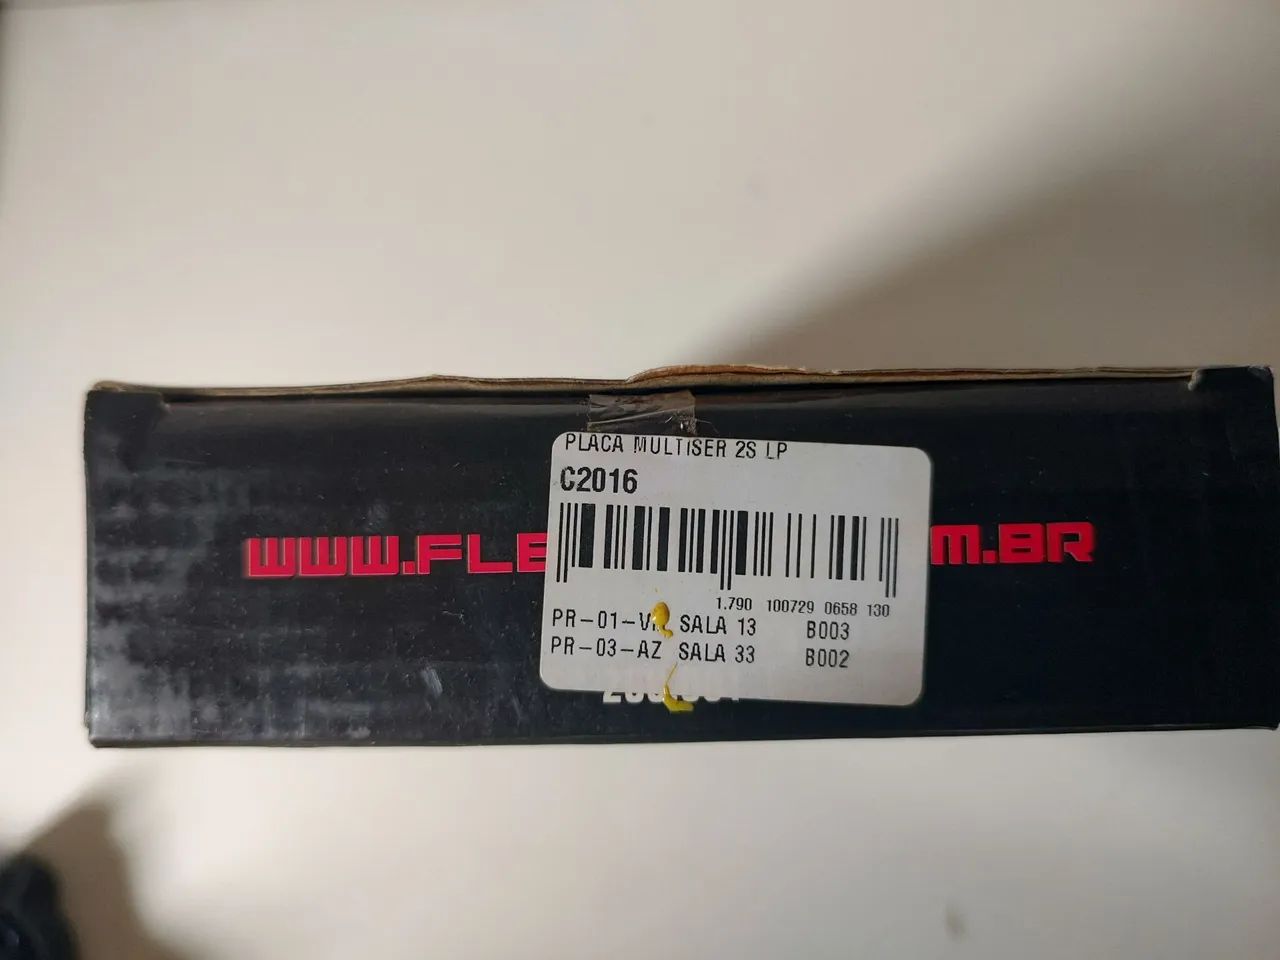 PLACA MULTISER 2S LP
C2016
WWW.FLE M.BR
1.790 100729 0658 130
PR-01- SALA 13 B003
PR-03-AZ SALA 33 B002